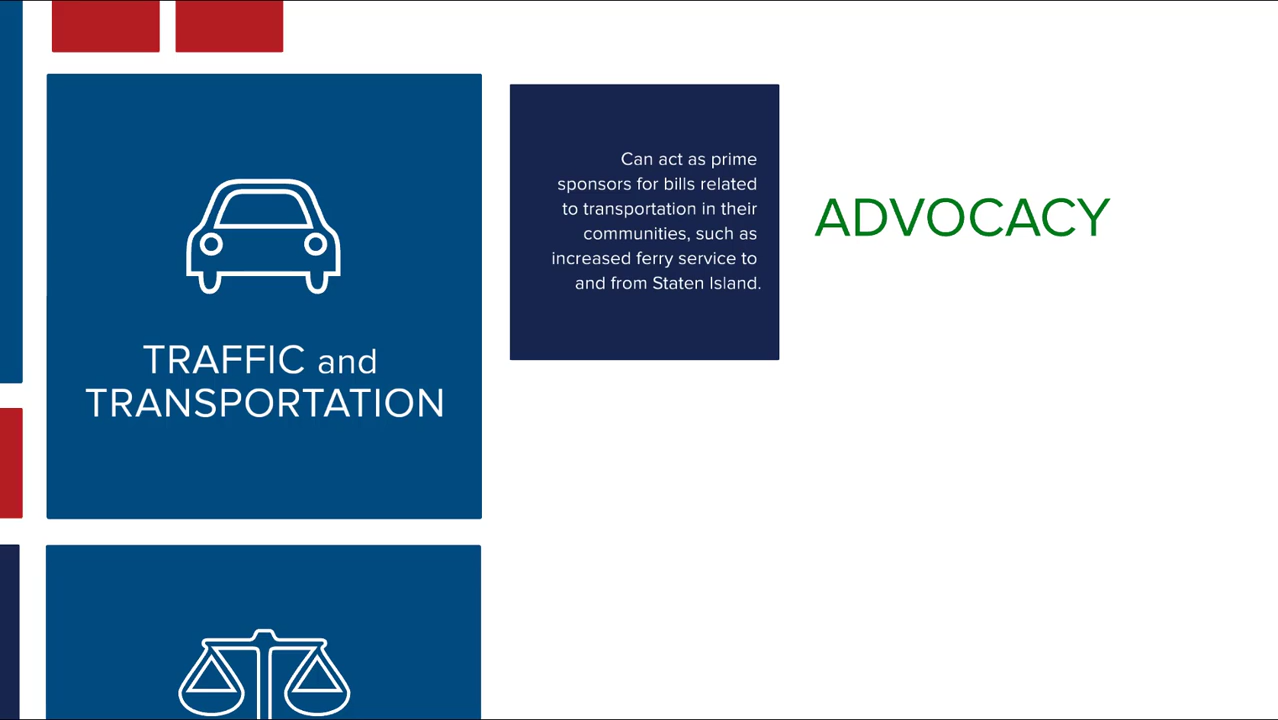 TRAFFIC and
TRANSPORTATION
Can act as prime
sponsors for bills related
to transportation in their
communities, such as
increased ferry service to
and from Staten Island.
ADVOCACY